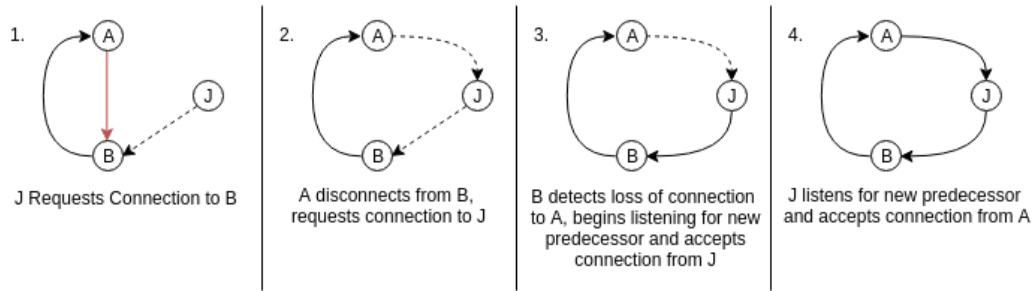 1.
A
J
B
J Requests Connection to B
2.
A
J
B
A disconnects from B,
requests connection to J
3.
A
J
B
B detects loss of connection
to A, begins listening for new
predecessor and accepts
connection from J
4.
A
J
B
J listens for new predecessor
and accepts connection from A